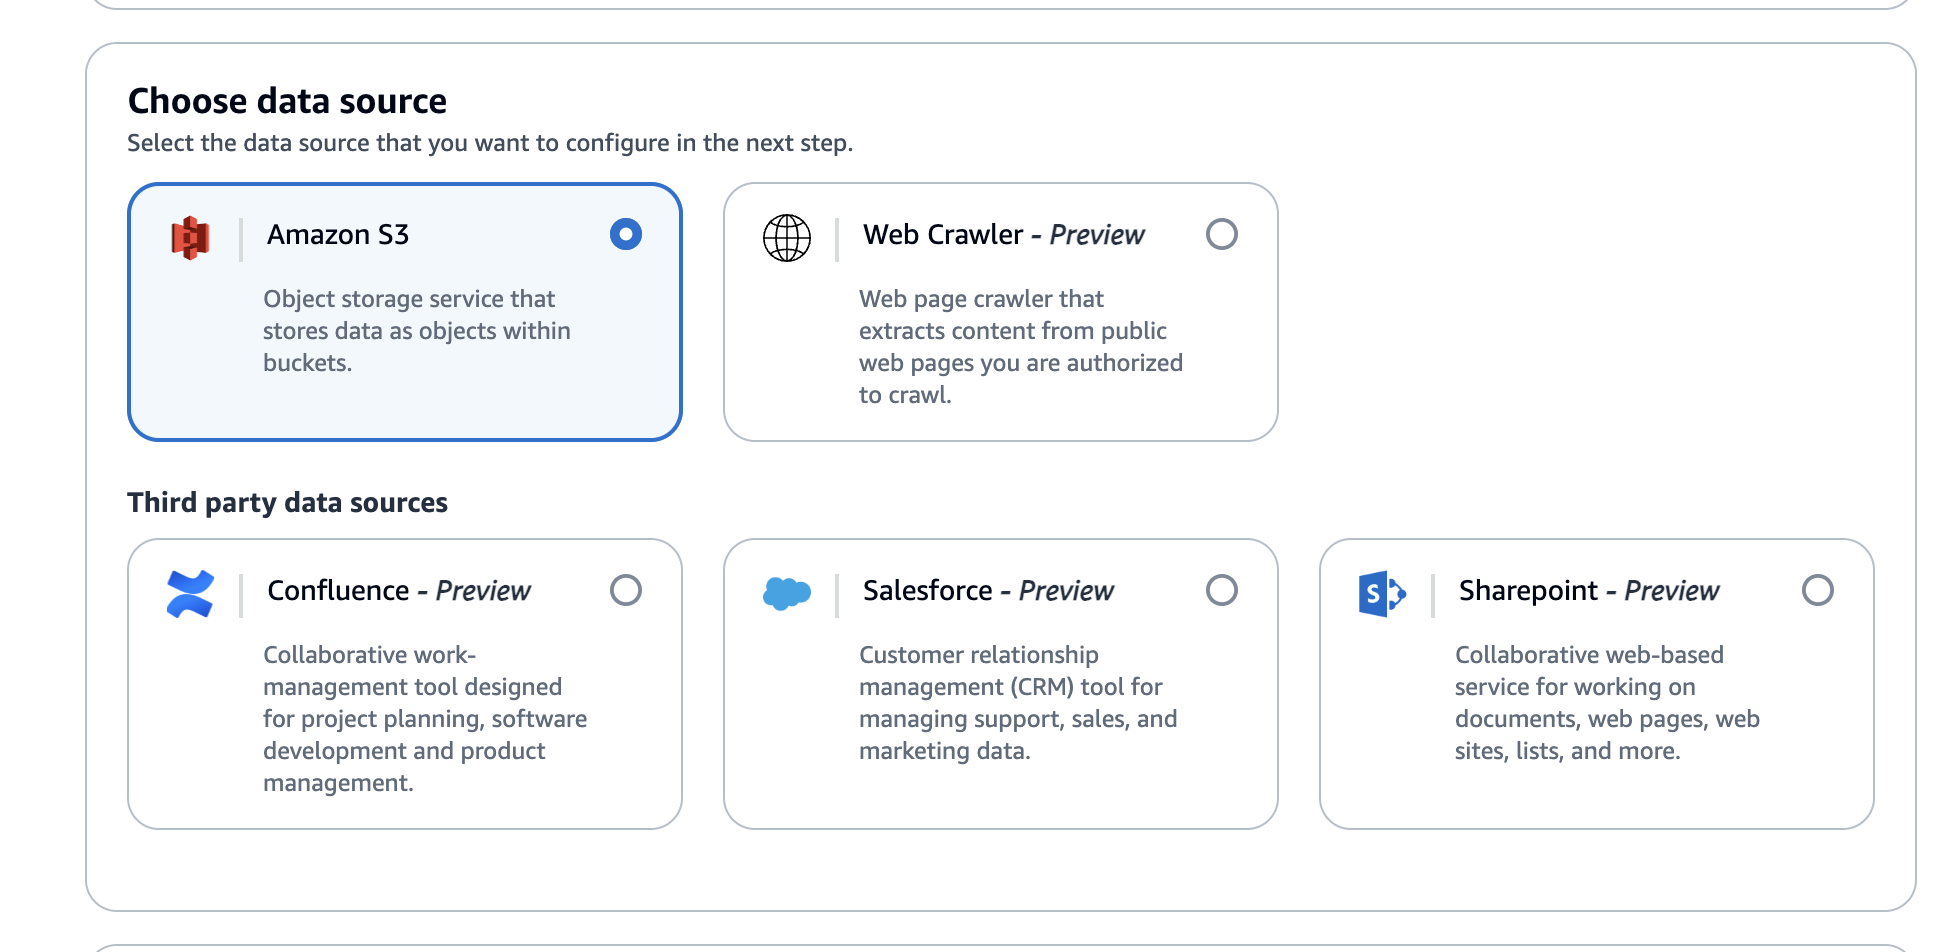 Choose data source
Select the data source that you want to configure in the next step.
Amazon S3
Object storage service that
stores data as objects within
buckets.
Web Crawler - Preview
Web page crawler that
extracts content from public
web pages you are authorized
to crawl.
Third party data sources
Confluence - Preview
Collaborative work-
management tool designed
for project planning, software
development and product
management.
Salesforce - Preview
Customer relationship
management (CRM) tool for
managing support, sales, and
marketing data.
S
Sharepoint - Preview
Collaborative web-based
service for working on
documents, web pages, web
sites, lists, and more.